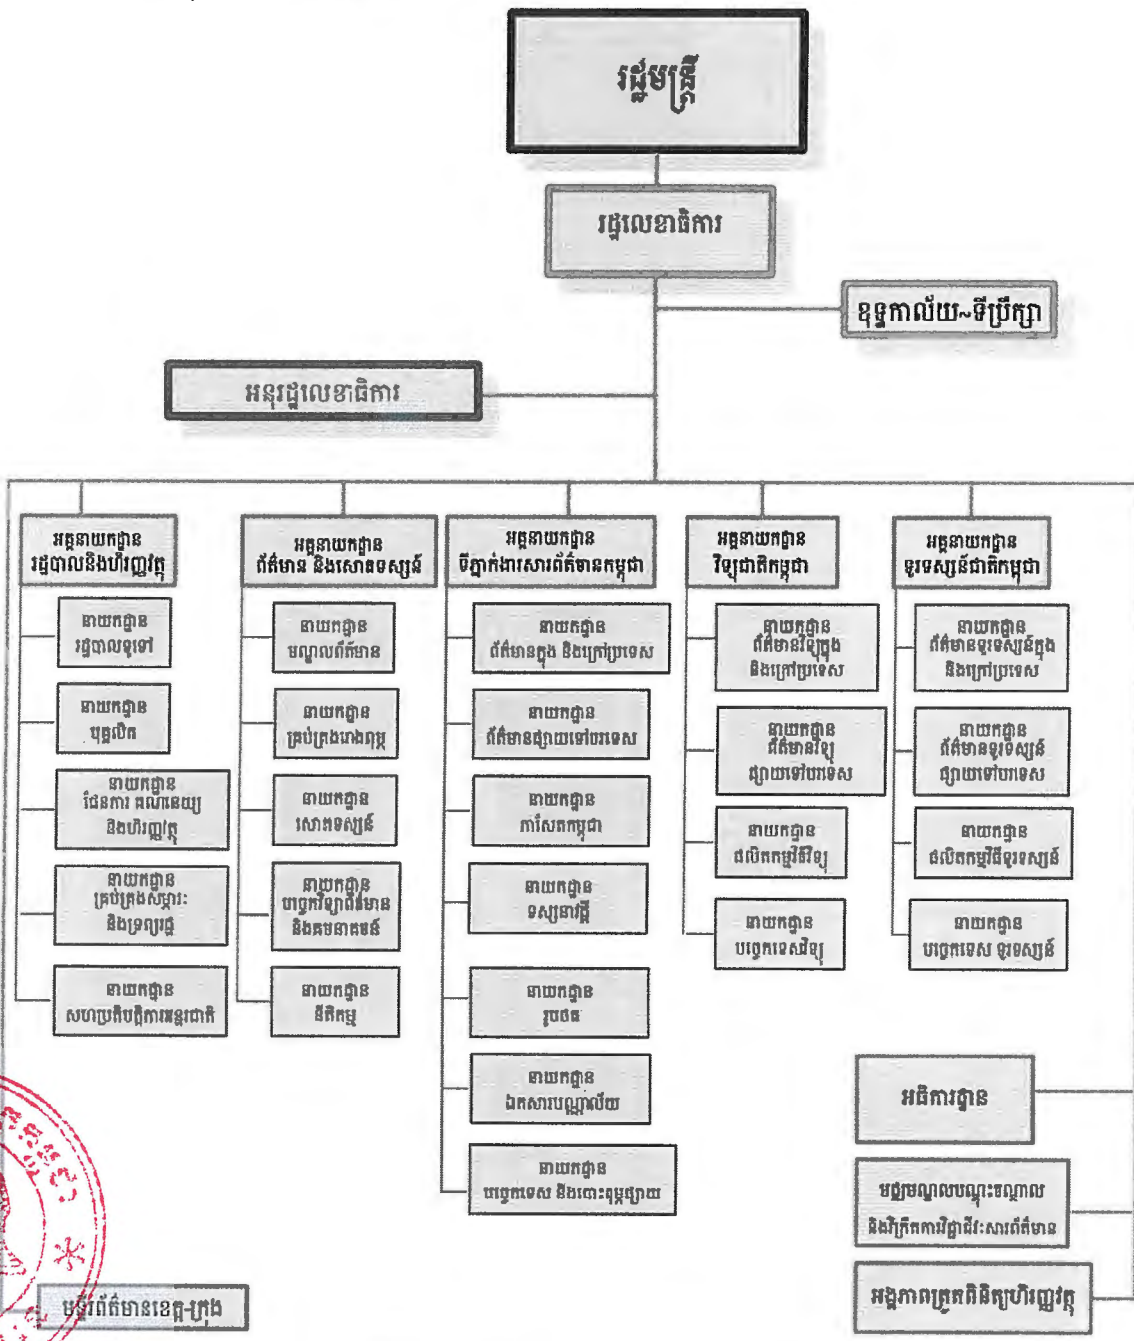 រដ្ឋមន្ត្រី
រដ្ឋលេខាធិការ
ខុទ្ទកាល័យ~ទីប្រឹក្សា
អនុរដ្ឋលេខាធិការ
អគ្គនាយកដ្ឋាន
រដ្ឋបាលនិងហិរញ្ញវត្ថុ
នាយកដ្ឋាន
រដ្ឋបាលទូទៅ
នាយកដ្ឋាន
បុគ្គលិក
នាយកដ្ឋាន
ផែនការ គណនេយ្យ
និងហិរញ្ញវត្ថុ
នាយកដ្ឋាន
គ្រប់គ្រងសម្ភារៈ
និងទ្រព្យរដ្ឋ
នាយកដ្ឋាន
សហប្រតិបត្តិការអន្តរជាតិ
អគ្គនាយកដ្ឋាន
ព័ត៌មាន និងសោតទស្សន៍
នាយកដ្ឋាន
មណ្ឌលព័ត៌មាន
នាយកដ្ឋាន
គ្រប់គ្រងរោងពុម្ព
នាយកដ្ឋាន
សោតទស្សន៍
នាយកដ្ឋាន
បច្ចេកវិទ្យាព័ត៌មាន
និងគមនាគមន៍
នាយកដ្ឋាន
នីតិកម្ម
អគ្គនាយកដ្ឋាន
ទីភ្នាក់ងារសារព័ត៌មានកម្ពុជា
នាយកដ្ឋាន
ព័ត៌មានក្នុង និងក្រៅប្រទេស
នាយកដ្ឋាន
ព័ត៌មានផ្សាយទៅបរទេស
នាយកដ្ឋាន
កាសែតកម្ពុជា
នាយកដ្ឋាន
ទស្សនាវដ្តី
នាយកដ្ឋាន
រូបថត
នាយកដ្ឋាន
ឯកសារបណ្ណាល័យ
នាយកដ្ឋាន
បច្ចេកទេស និងបោះពុម្ពផ្សាយ
អគ្គនាយកដ្ឋាន
វិទ្យុជាតិកម្ពុជា
នាយកដ្ឋាន
ព័ត៌មានវិទ្យុក្នុង
និងក្រៅប្រទេស
នាយកដ្ឋាន
ព័ត៌មានវិទ្យុ
ផ្សាយទៅបរទេស
នាយកដ្ឋាន
ផលិតកម្មវិធីវិទ្យុ
នាយកដ្ឋាន
បច្ចេកទេសវិទ្យុ
អគ្គនាយកដ្ឋាន
ទូរទស្សន៍ជាតិកម្ពុជា
នាយកដ្ឋាន
ព័ត៌មានទូរទស្សន៍ក្នុង
និងក្រៅប្រទេស
នាយកដ្ឋាន
ព័ត៌មានទូរទស្សន៍
ផ្សាយទៅបរទេស
នាយកដ្ឋាន
ផលិតកម្មវិធីទូរទស្សន៍
នាយកដ្ឋាន
បច្ចេកទេស ទូរទស្សន៍
អធិការដ្ឋាន
មជ្ឈមណ្ឌលបណ្តុះបណ្តាល
និងវិក្រឹតការវិជ្ជាជីវៈសារព័ត៌មាន
អង្គភាពត្រួតពិនិត្យហិរញ្ញវត្ថុ
មន្ទីរព័ត៌មានខេត្ត-ក្រុង